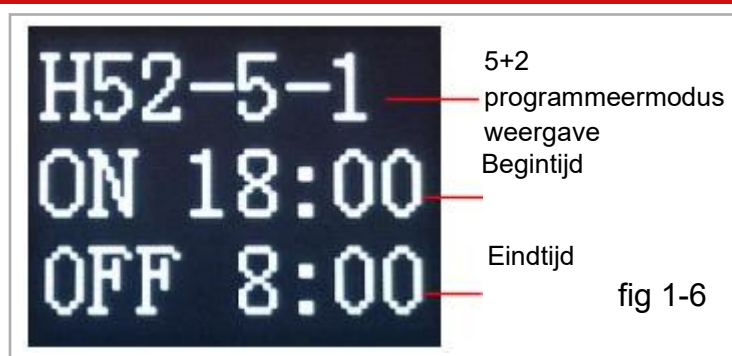 H52-5-1
ON 18:00
OFF 8:00
5+2
programmeermodus
weergave
Begintijd
Eindtijd
fig 1-6